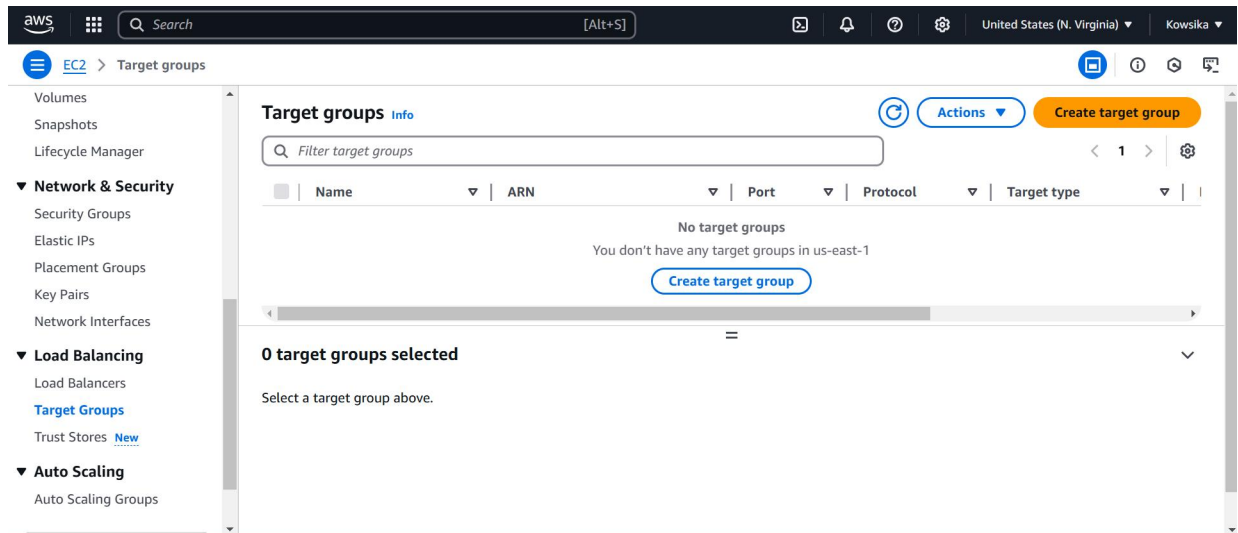 aws Search [Alt+S] United States (N. Virginia) Kowsika
EC2 > Target groups
Volumes
Snapshots
Lifecycle Manager
Network & Security
Security Groups
Elastic IPs
Placement Groups
Key Pairs
Network Interfaces
Load Balancing
Load Balancers
Target Groups
Trust Stores New
Auto Scaling
Auto Scaling Groups
Target groups Info Actions Create target group
Filter target groups 1
Name ARN Port Protocol Target type
No target groups
You don't have any target groups in us-east-1
Create target group
0 target groups selected
Select a target group above.